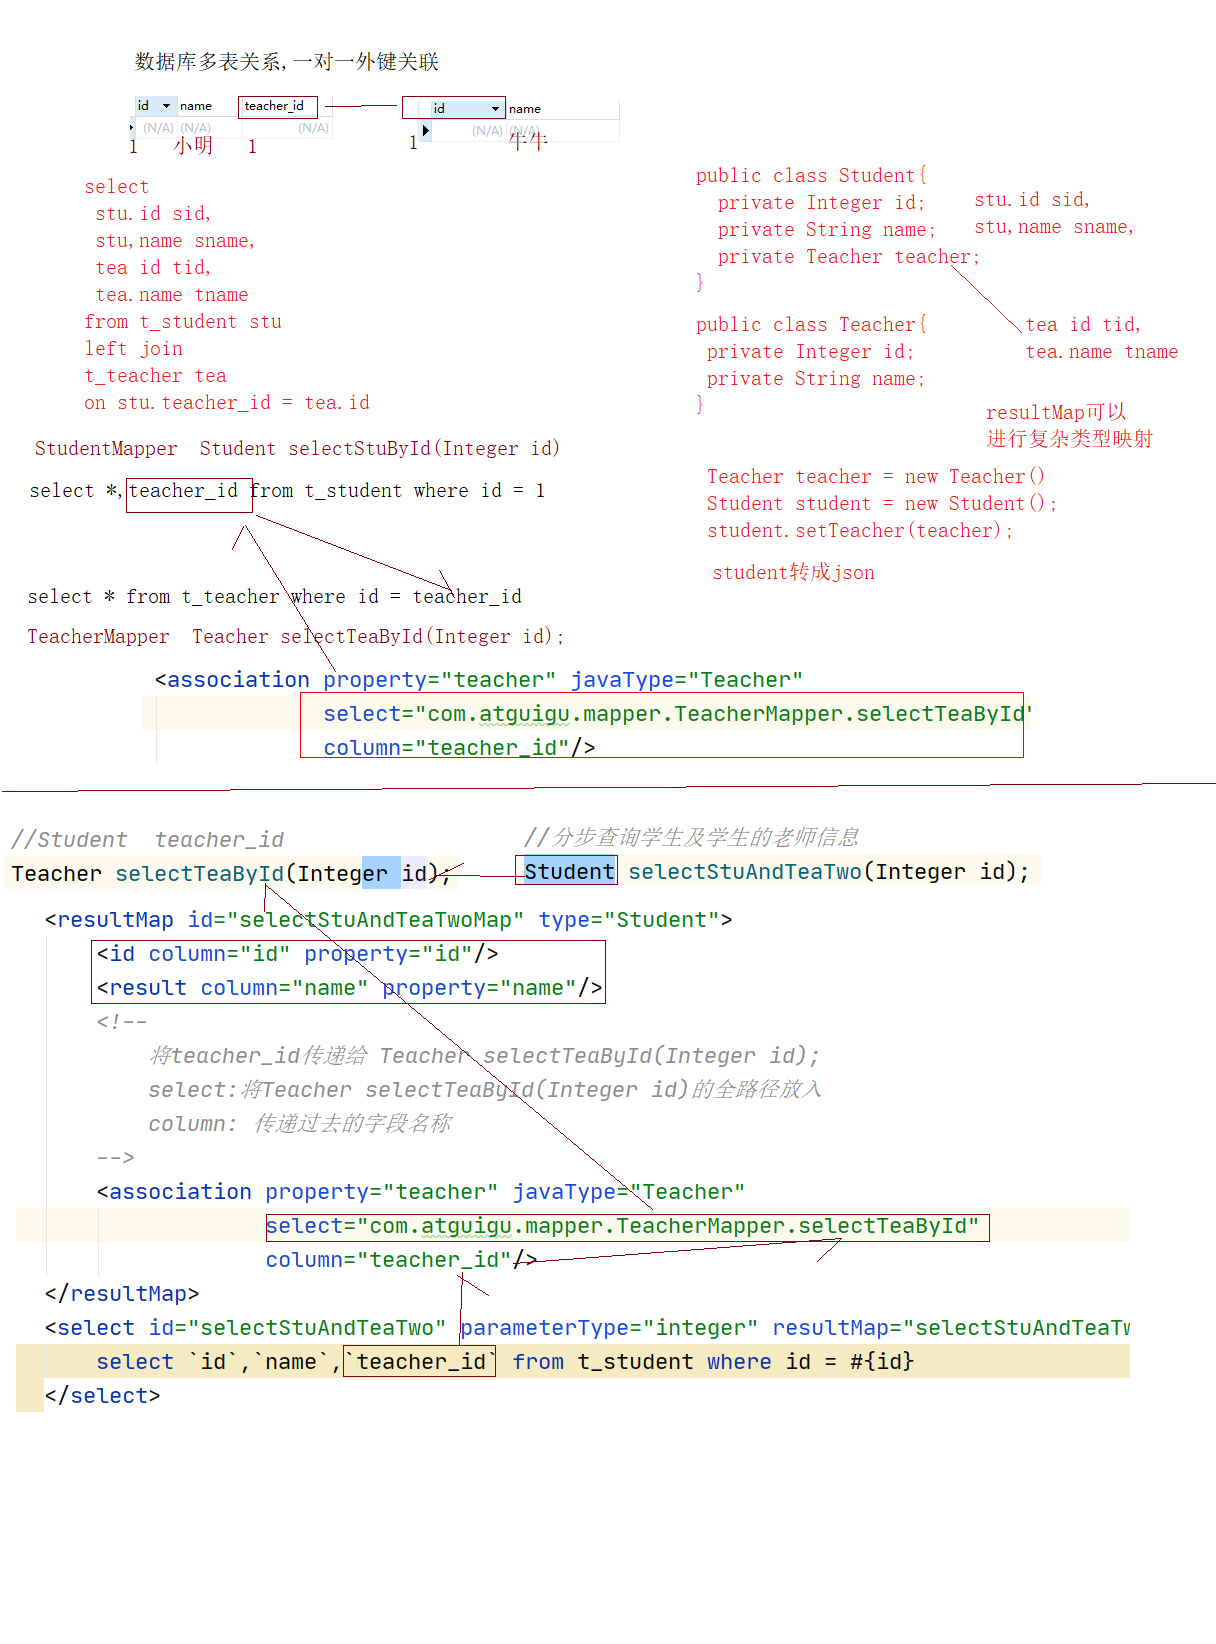 数据库多表关系,一对一外键关联
id name teacher_id
(N/A) (N/A) (N/A)
1 小明 1
id name
(N/A) (N/A)
1 牛牛
select
stu.id sid,
stu,name sname,
tea id tid,
tea.name tname
from t_student stu
left join
t_teacher tea
on stu.teacher_id = tea.id
public class Student{
private Integer id;
private String name;
private Teacher teacher;
}
stu.id sid,
stu,name sname,
public class Teacher{
private Integer id;
private String name;
}
tea id tid,
tea.name tname
resultMap可以
进行复杂类型映射
Teacher teacher = new Teacher()
Student student = new Student();
student.setTeacher(teacher);
student转成json
StudentMapper Student selectStuById(Integer id)
select *,teacher_id from t_student where id = 1
select * from t_teacher where id = teacher_id
TeacherMapper Teacher selectTeaById(Integer id);
<association property="teacher" javaType="Teacher"
select="com.atguigu.mapper.TeacherMapper.selectTeaById"
column="teacher_id"/>
//Student teacher_id
Teacher selectTeaById(Integer id);
//分步查询学生及学生的老师信息
Student selectStuAndTeaTwo(Integer id);
<resultMap id="selectStuAndTeaTwoMap" type="Student">
<id column="id" property="id"/>
<result column="name" property="name"/>
<!--
将teacher_id传递给 Teacher selectTeaById(Integer id);
select:将Teacher selectTeaById(Integer id)的全路径放入
column: 传递过去的字段名称
-->
<association property="teacher" javaType="Teacher"
select="com.atguigu.mapper.TeacherMapper.selectTeaById"
column="teacher_id"/>
</resultMap>
<select id="selectStuAndTeaTwo" parameterType="integer" resultMap="selectStuAndTeaTw
select `id`,`name`,`teacher_id` from t_student where id = #{id}
</select>